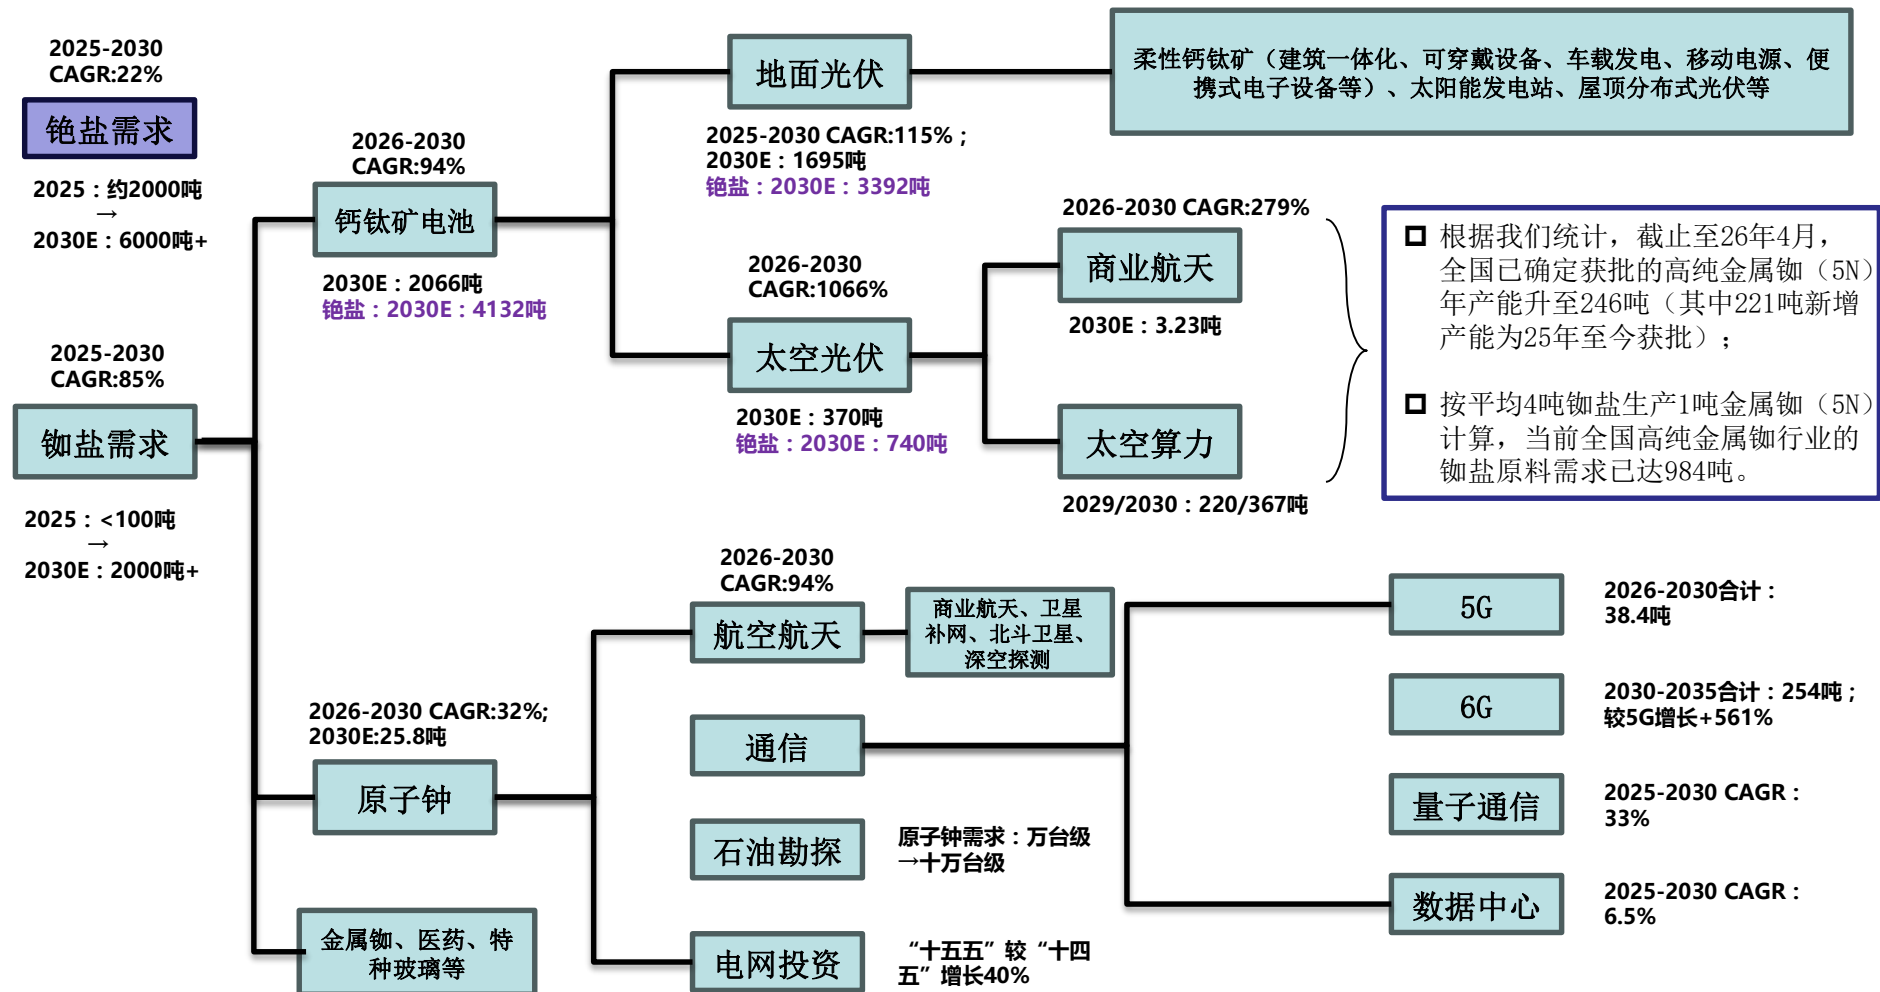 2025-2030
CAGR:22%
铯盐需求
2025：约2000吨
→
2030E：6000吨+
2025-2030
CAGR:85%
铷盐需求
2025：<100吨
→
2030E：2000吨+
2026-2030
CAGR:94%
钙钛矿电池
2030E：2066吨
铯盐：2030E：4132吨
地面光伏
2025-2030 CAGR:115%；
2030E：1695吨
铯盐：2030E：3392吨
柔性钙钛矿（建筑一体化、可穿戴设备、车载发电、移动电源、便
携式电子设备等）、太阳能发电站、屋顶分布式光伏等
2026-2030
CAGR:1066%
太空光伏
2030E：370吨
铯盐：2030E：740吨
2026-2030 CAGR:279%
商业航天
2030E：3.23吨
太空算力
2029/2030：220/367吨
根据我们统计，截止至26年4月，
全国已确定获批的高纯金属铷（5N）
年产能升至246吨（其中221吨新增
产能为25年至今获批）；
按平均4吨铷盐生产1吨金属铷（5N）
计算，当前全国高纯金属铷行业的
铷盐原料需求已达984吨。
2026-2030 CAGR:32%;
2030E:25.8吨
原子钟
金属铷、医药、特
种玻璃等
2026-2030
CAGR:94%
航空航天
商业航天、卫星
补网、北斗卫星、
深空探测
通信
石油勘探
原子钟需求：万台级
→十万台级
电网投资
“十五五”较“十四
五”增长40%
5G
2026-2030合计：
38.4吨
6G
2030-2035合计：254吨；
较5G增长+561%
量子通信
2025-2030 CAGR：
33%
数据中心
2025-2030 CAGR：
6.5%